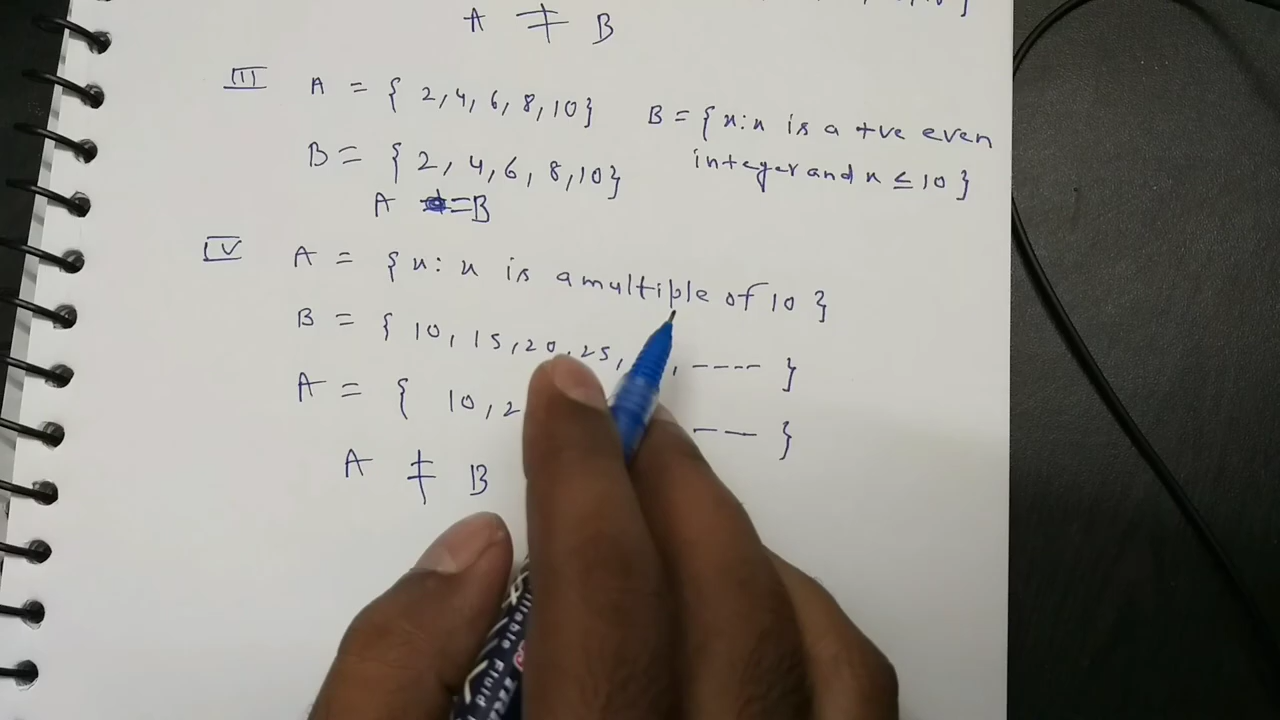 A ≠ B
III A = { 2, 4, 6, 8, 10}
B = { x: x is a +ve even
integer and x ≤ 10 }
B = { 2, 4, 6, 8, 10}
A = B
IV A = { x: x is a multiple of 10 }
B = { 10, 15, 20, 25, , ---- }
A = { 10, 2 -- }
A ≠ B